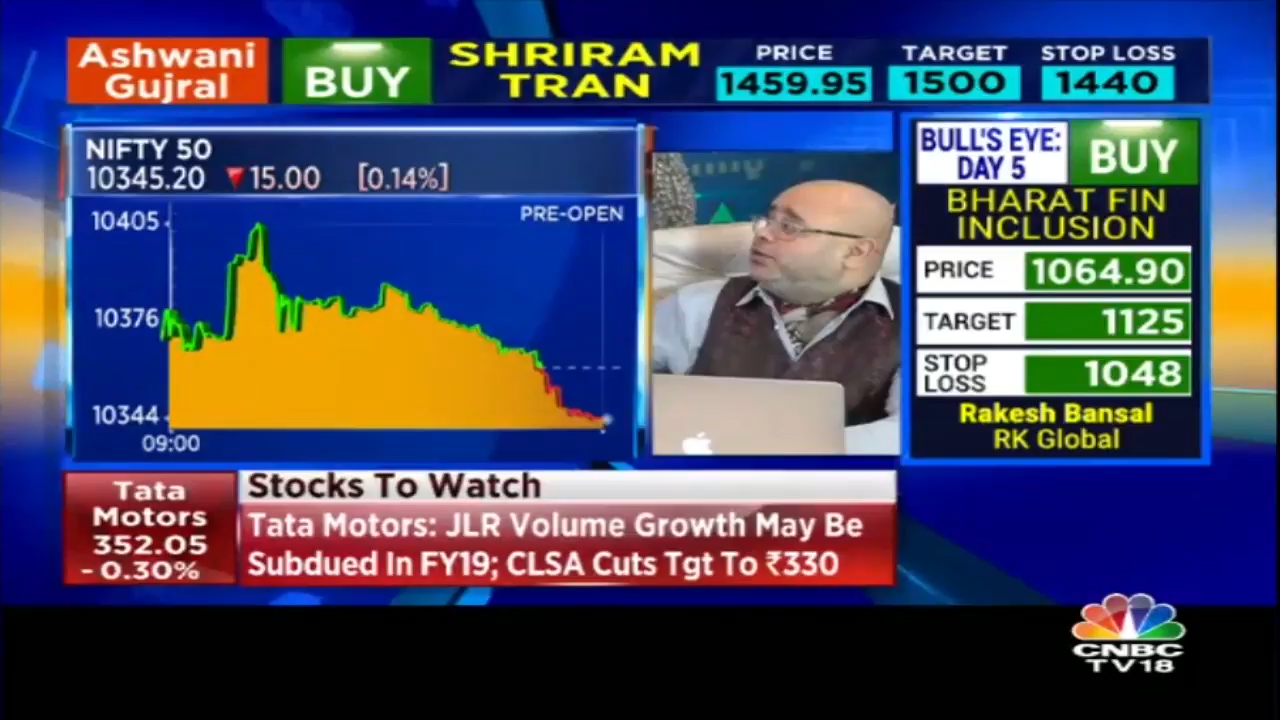 Ashwani
Gujral
BUY
SHRIRAM
TRAN
PRICE
1459.95
TARGET
1500
STOP LOSS
1440
NIFTY 50
10345.20 ▼15.00 [0.14%]
PRE-OPEN
10405
10376
10344
09:00
BULL'S EYE:
DAY 5
BUY
BHARAT FIN
INCLUSION
PRICE 1064.90
TARGET 1125
STOP
LOSS
1048
Rakesh Bansal
RK Global
Tata
Motors
352.05
- 0.30%
Stocks To Watch
Tata Motors: JLR Volume Growth May Be
Subdued In FY19; CLSA Cuts Tgt To ₹330
CNBC
TV18